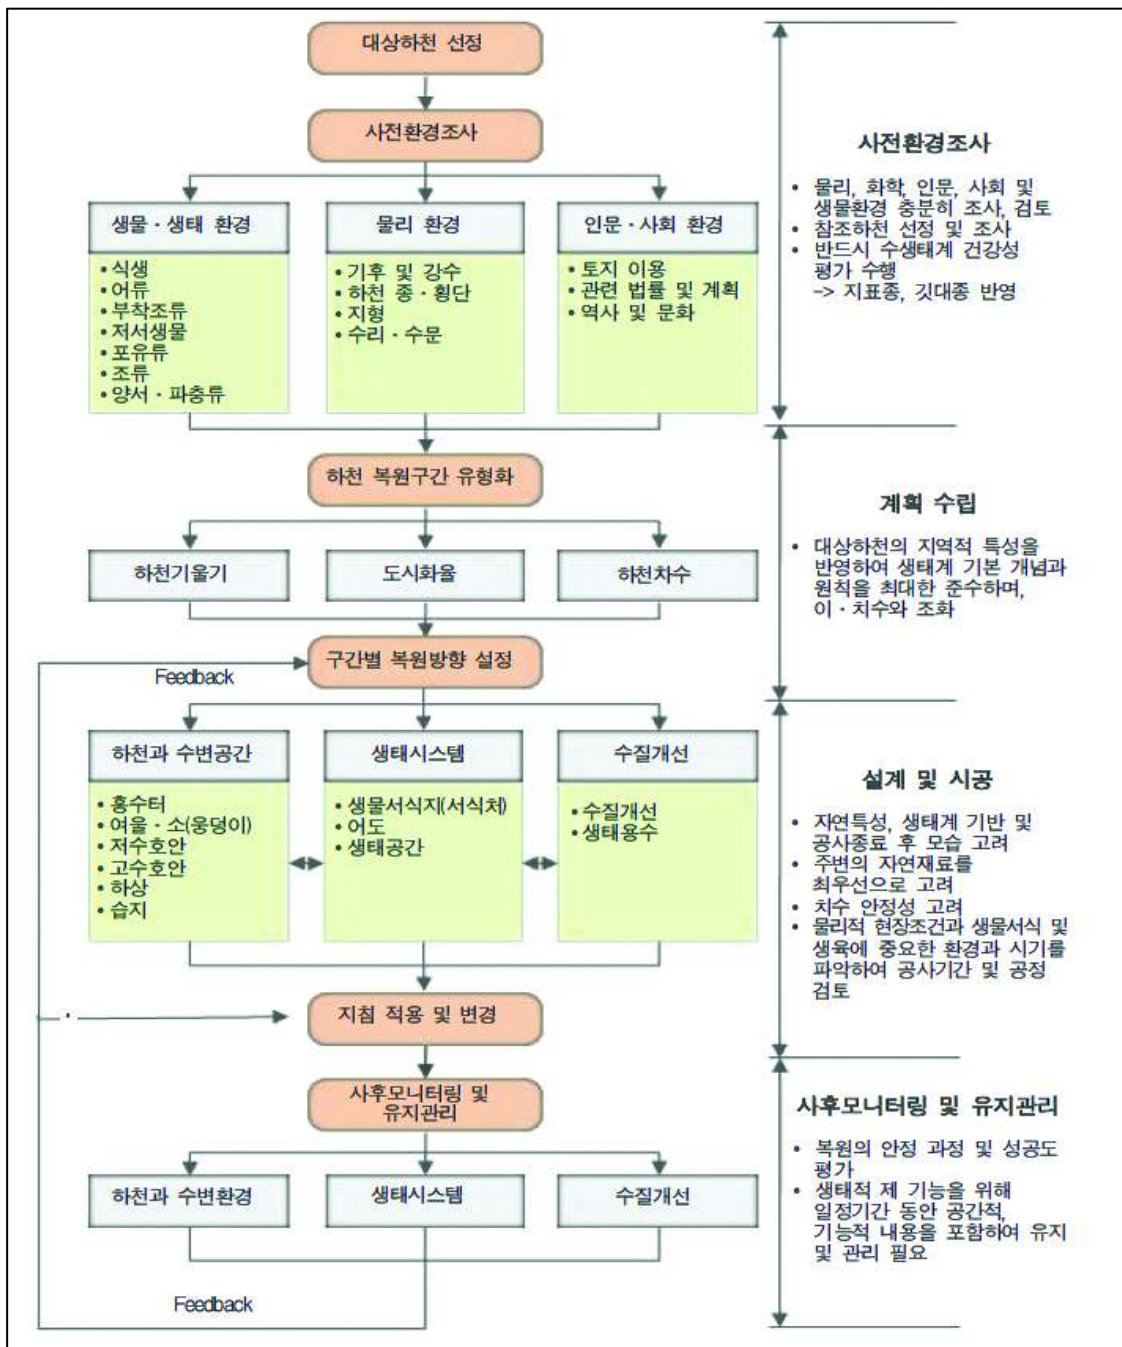 대상하천 선정
사전환경조사
생물·생태 환경
• 식생
• 어류
• 부착조류
• 저서생물
• 포유류
• 조류
• 양서·파충류
물리 환경
• 기후 및 강수
• 하천 종·횡단
• 지형
• 수리·수문
인문·사회 환경
• 토지 이용
• 관련 법률 및 계획
• 역사 및 문화
사전환경조사
• 물리, 화학, 인문, 사회 및
생물환경 충분히 조사, 검토
• 참조하천 선정 및 조사
• 반드시 수생태계 건강성
평가 수행
-> 지표종, 깃대종 반영
하천 복원구간 유형화
하천기울기
도시화율
하천차수
계획 수립
• 대상하천의 지역적 특성을
반영하여 생태계 기본 개념과
원칙을 최대한 준수하며,
이·치수와 조화
구간별 복원방향 설정
Feedback
하천과 수변공간
• 홍수터
• 여울·소(웅덩이)
• 저수호안
• 고수호안
• 하상
• 습지
생태시스템
• 생물서식지(서식처)
• 어도
• 생태공간
수질개선
• 수질개선
• 생태용수
설계 및 시공
• 자연특성, 생태계 기반 및
공사종료 후 모습 고려
• 주변의 자연재료를
최우선으로 고려
• 치수 안정성 고려
• 물리적 현장조건과 생물서식 및
생육에 중요한 환경과 시기를
파악하여 공사기간 및 공정
검토
지침 적용 및 변경
사후모니터링 및
유지관리
하천과 수변환경
생태시스템
수질개선
Feedback
사후모니터링 및 유지관리
• 복원의 안정 과정 및 성공도
평가
• 생태적 제 기능을 위해
일정기간 동안 공간적,
기능적 내용을 포함하여 유지
및 관리 필요